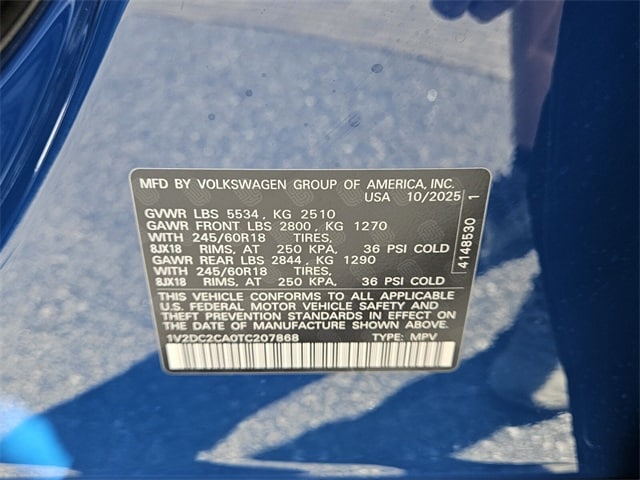 MFD BY VOLKSWAGEN GROUP OF AMERICA, INC.
USA 10/2025
GVWR LBS 5534, KG 2510
GAWR FRONT LBS 2800, KG 1270
WITH 245/60R18 TIRES,
8JX18 RIMS, AT 250 KPA, 36 PSI COLD
GAWR REAR LBS 2844, KG 1290
WITH 245/60R18 TIRES,
8JX18 RIMS, AT 250 KPA, 36 PSI COLD
THIS VEHICLE CONFORMS TO ALL APPLICABLE
U.S. FEDERAL MOTOR VEHICLE SAFETY AND
THEFT PREVENTION STANDARDS IN EFFECT ON
THE DATE OF MANUFACTURE SHOWN ABOVE.
1V2DC2CA0TC207868 TYPE: MPV
4148530 1